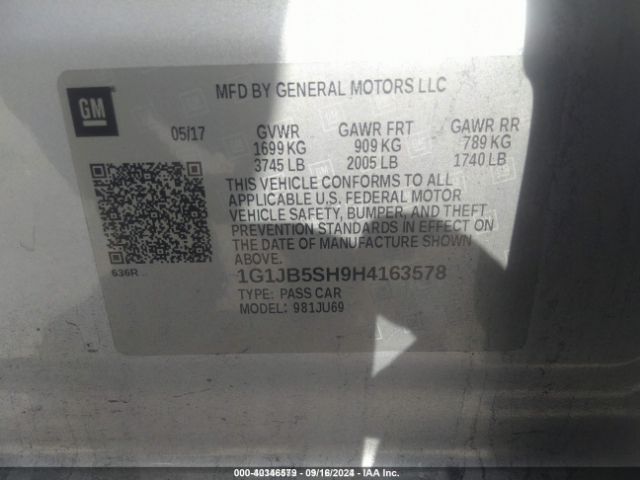 GM
MFD BY GENERAL MOTORS LLC
05/17 GVWR GAWR FRT GAWR RR
1699 KG 909 KG 789 KG
3745 LB 2005 LB 1740 LB
THIS VEHICLE CONFORMS TO ALL
APPLICABLE U.S. FEDERAL MOTOR
VEHICLE SAFETY, BUMPER, AND THEFT
PREVENTION STANDARDS IN EFFECT ON
THE DATE OF MANUFACTURE SHOWN
ABOVE.
636R
1G1JB5SH9H4163578
TYPE: PASS CAR
MODEL: 981JU69
000-40346579 - 09/16/2024 - IAA Inc.